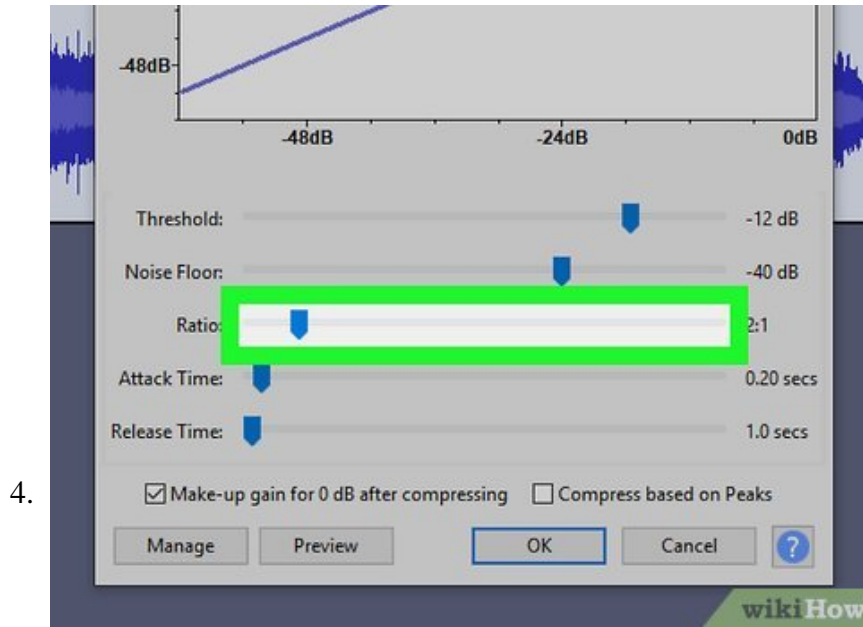 -48dB
-48dB -24dB 0dB
Threshold: -12 dB
Noise Floor: -40 dB
Ratio: 2:1
Attack Time: 0.20 secs
Release Time: 1.0 secs
4.
Make-up gain for 0 dB after compressing Compress based on Peaks
Manage Preview OK Cancel ?
wikiHow